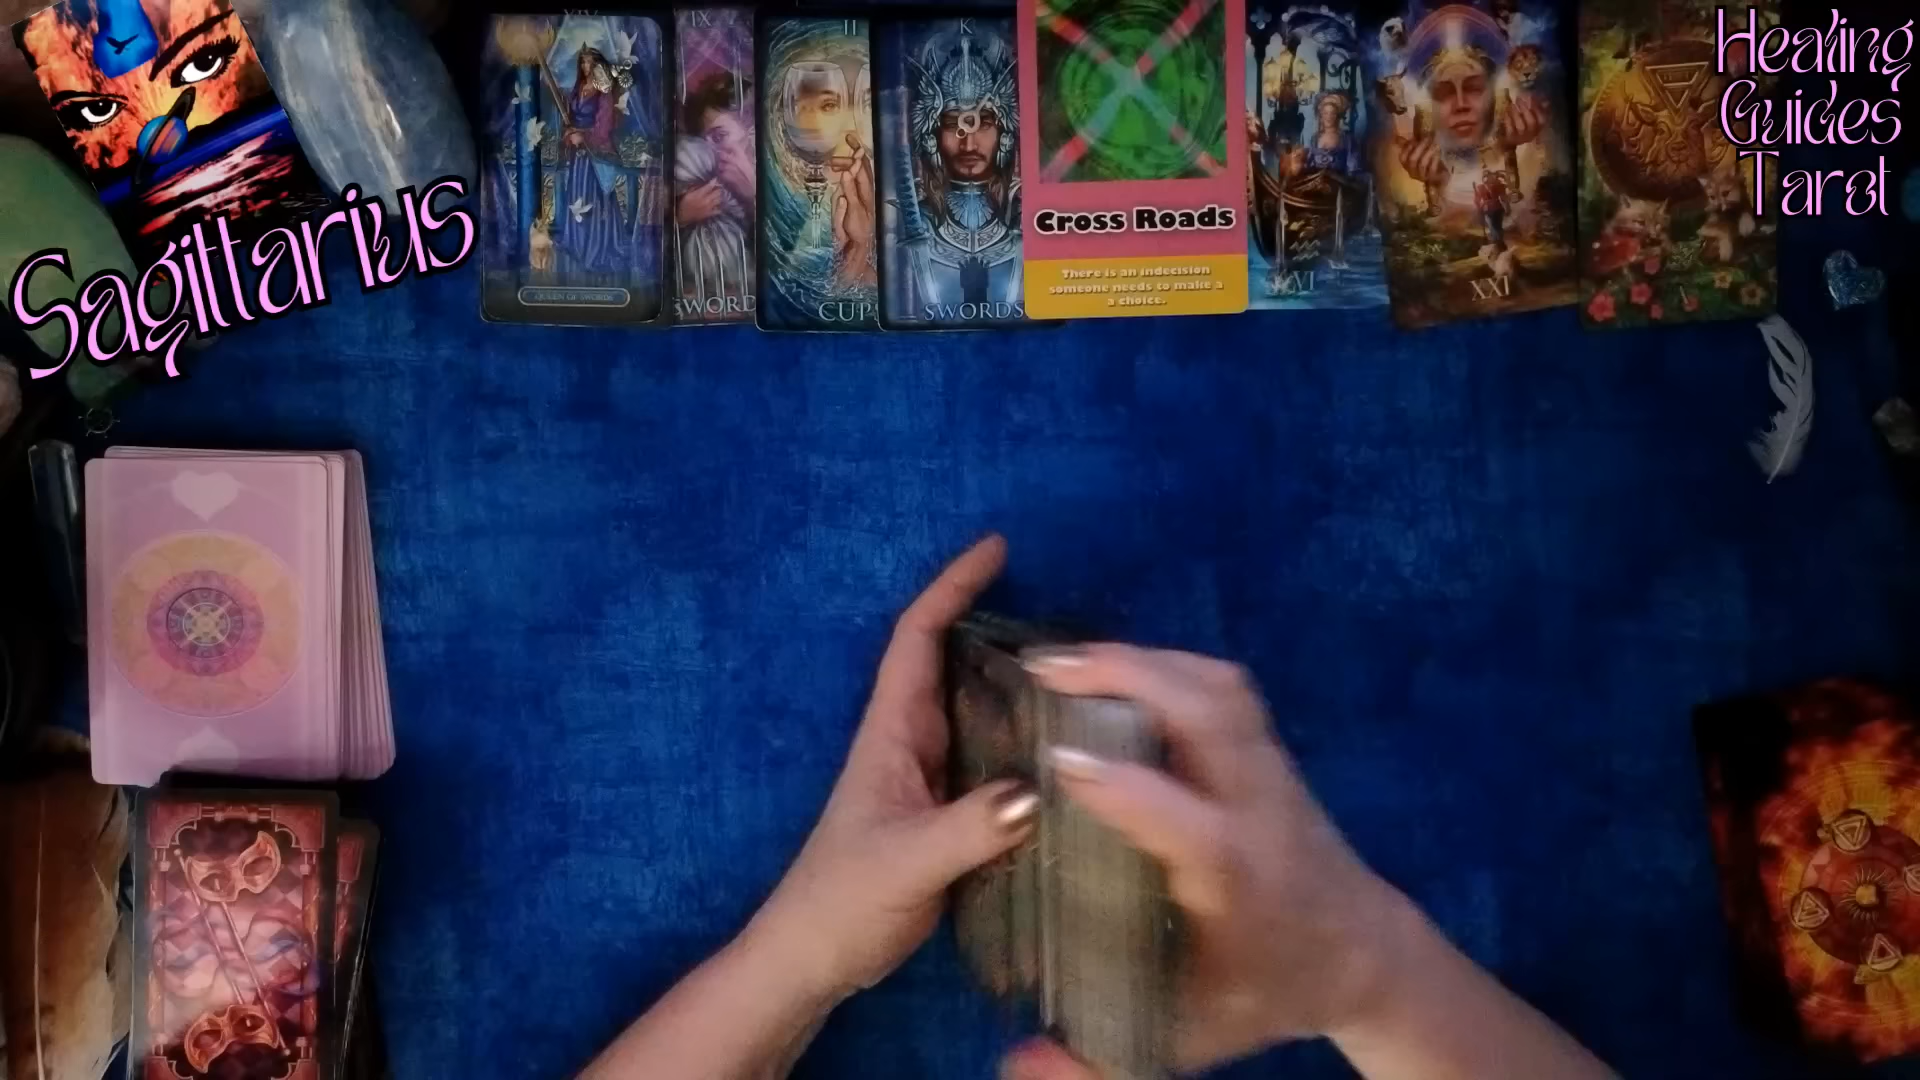 Sagittarius
XIV
QUEEN OF SWORDS
IX
SWORD
II
CUP
K
SWORDS
Cross Roads
There is an indecision
someone needs to make a
a choice.
XVI
XXI
Healing
Guides
Tarot